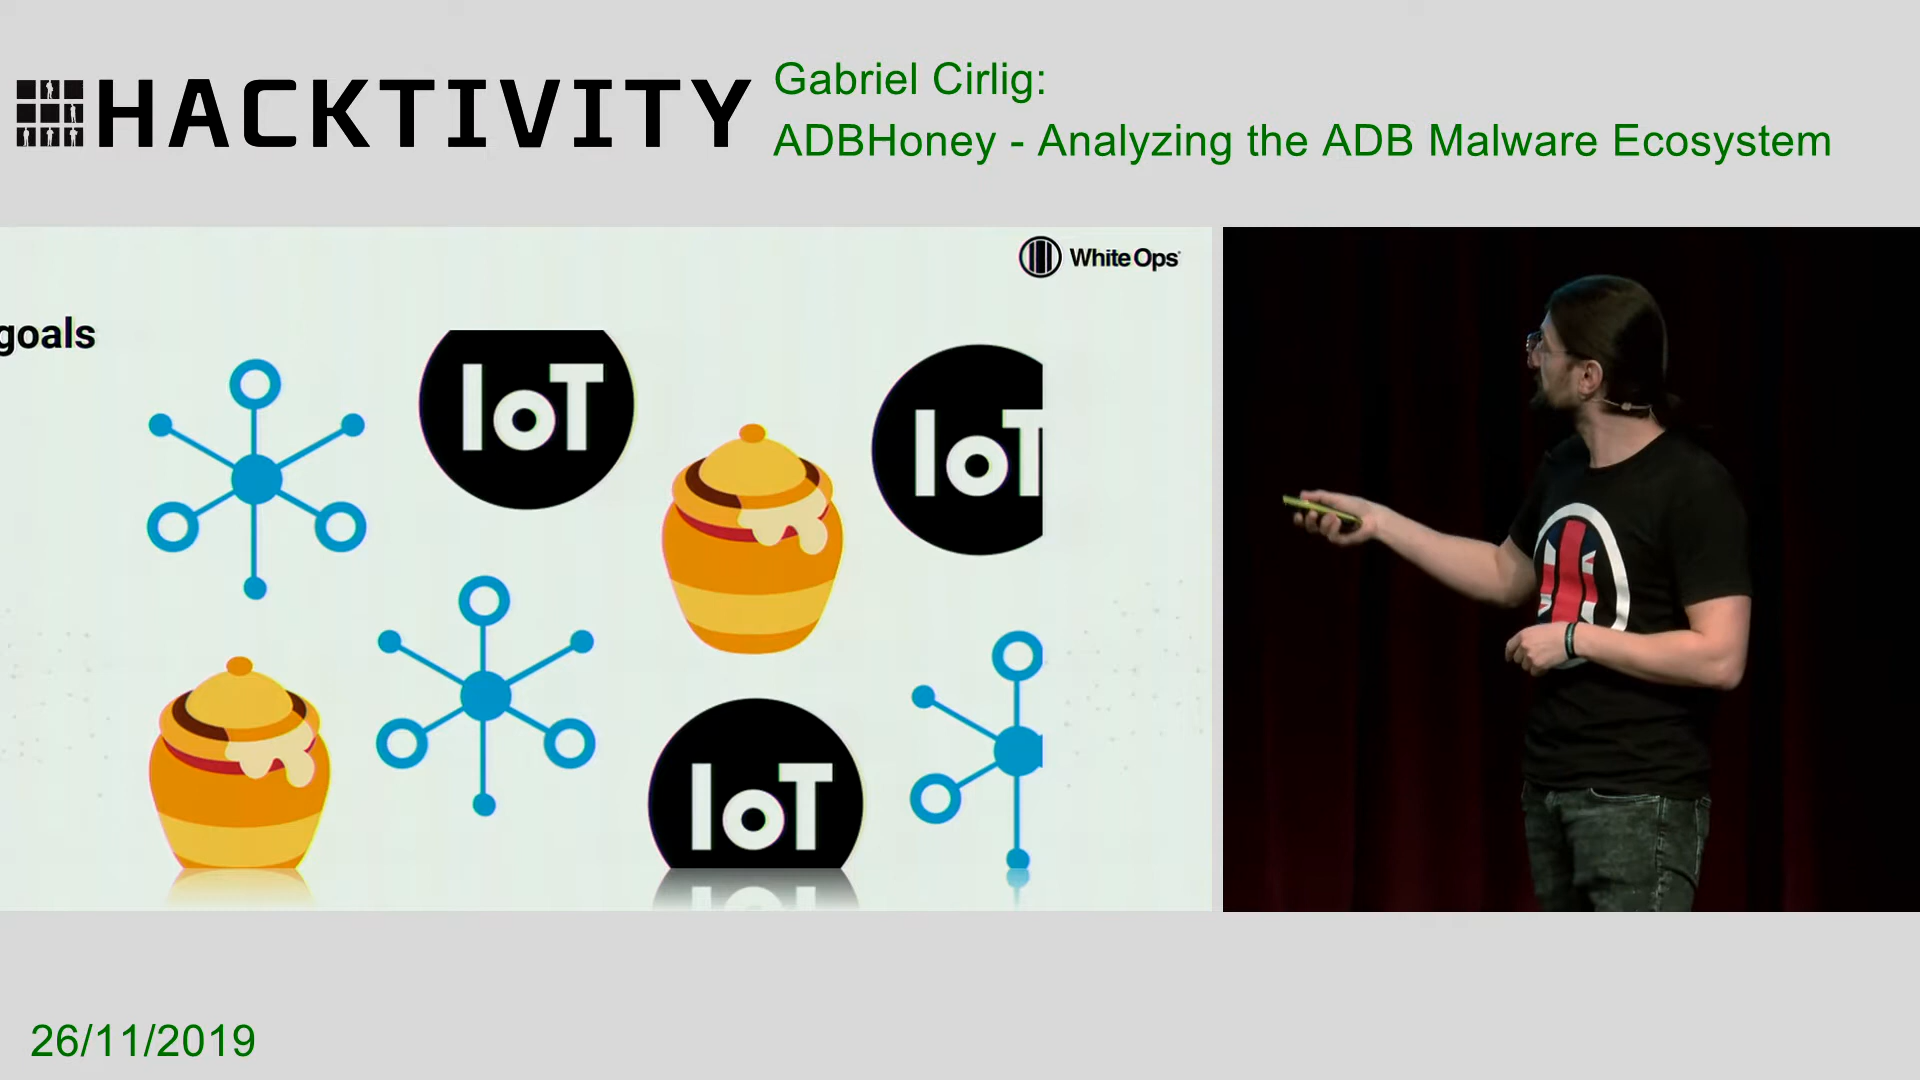 HACKTIVITY
Gabriel Cirlig:
ADBHoney - Analyzing the ADB Malware Ecosystem
White Ops
goals
IoT
IoT
IoT
26/11/2019